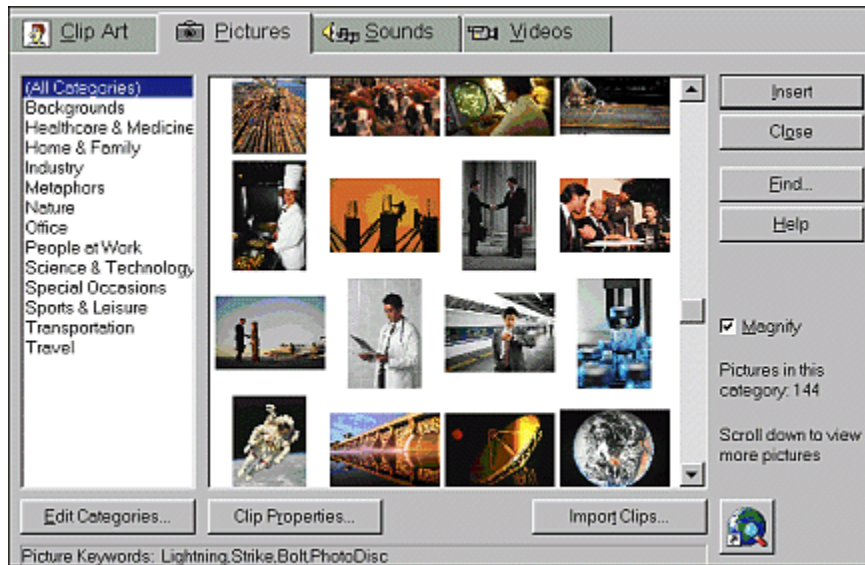 Clip Art
Pictures
Sounds
Videos
(All Categories)
Backgrounds
Healthcare & Medicine
Home & Family
Industry
Metaphors
Nature
Office
People at Work
Science & Technology
Special Occasions
Sports & Leisure
Transportation
Travel
Insert
Close
Find...
Help
Magnify
Pictures in this
category: 144
Scroll down to view
more pictures
Edit Categories...
Clip Properties...
Import Clips...
Picture Keywords: Lightning,Strike,Bolt,PhotoDisc